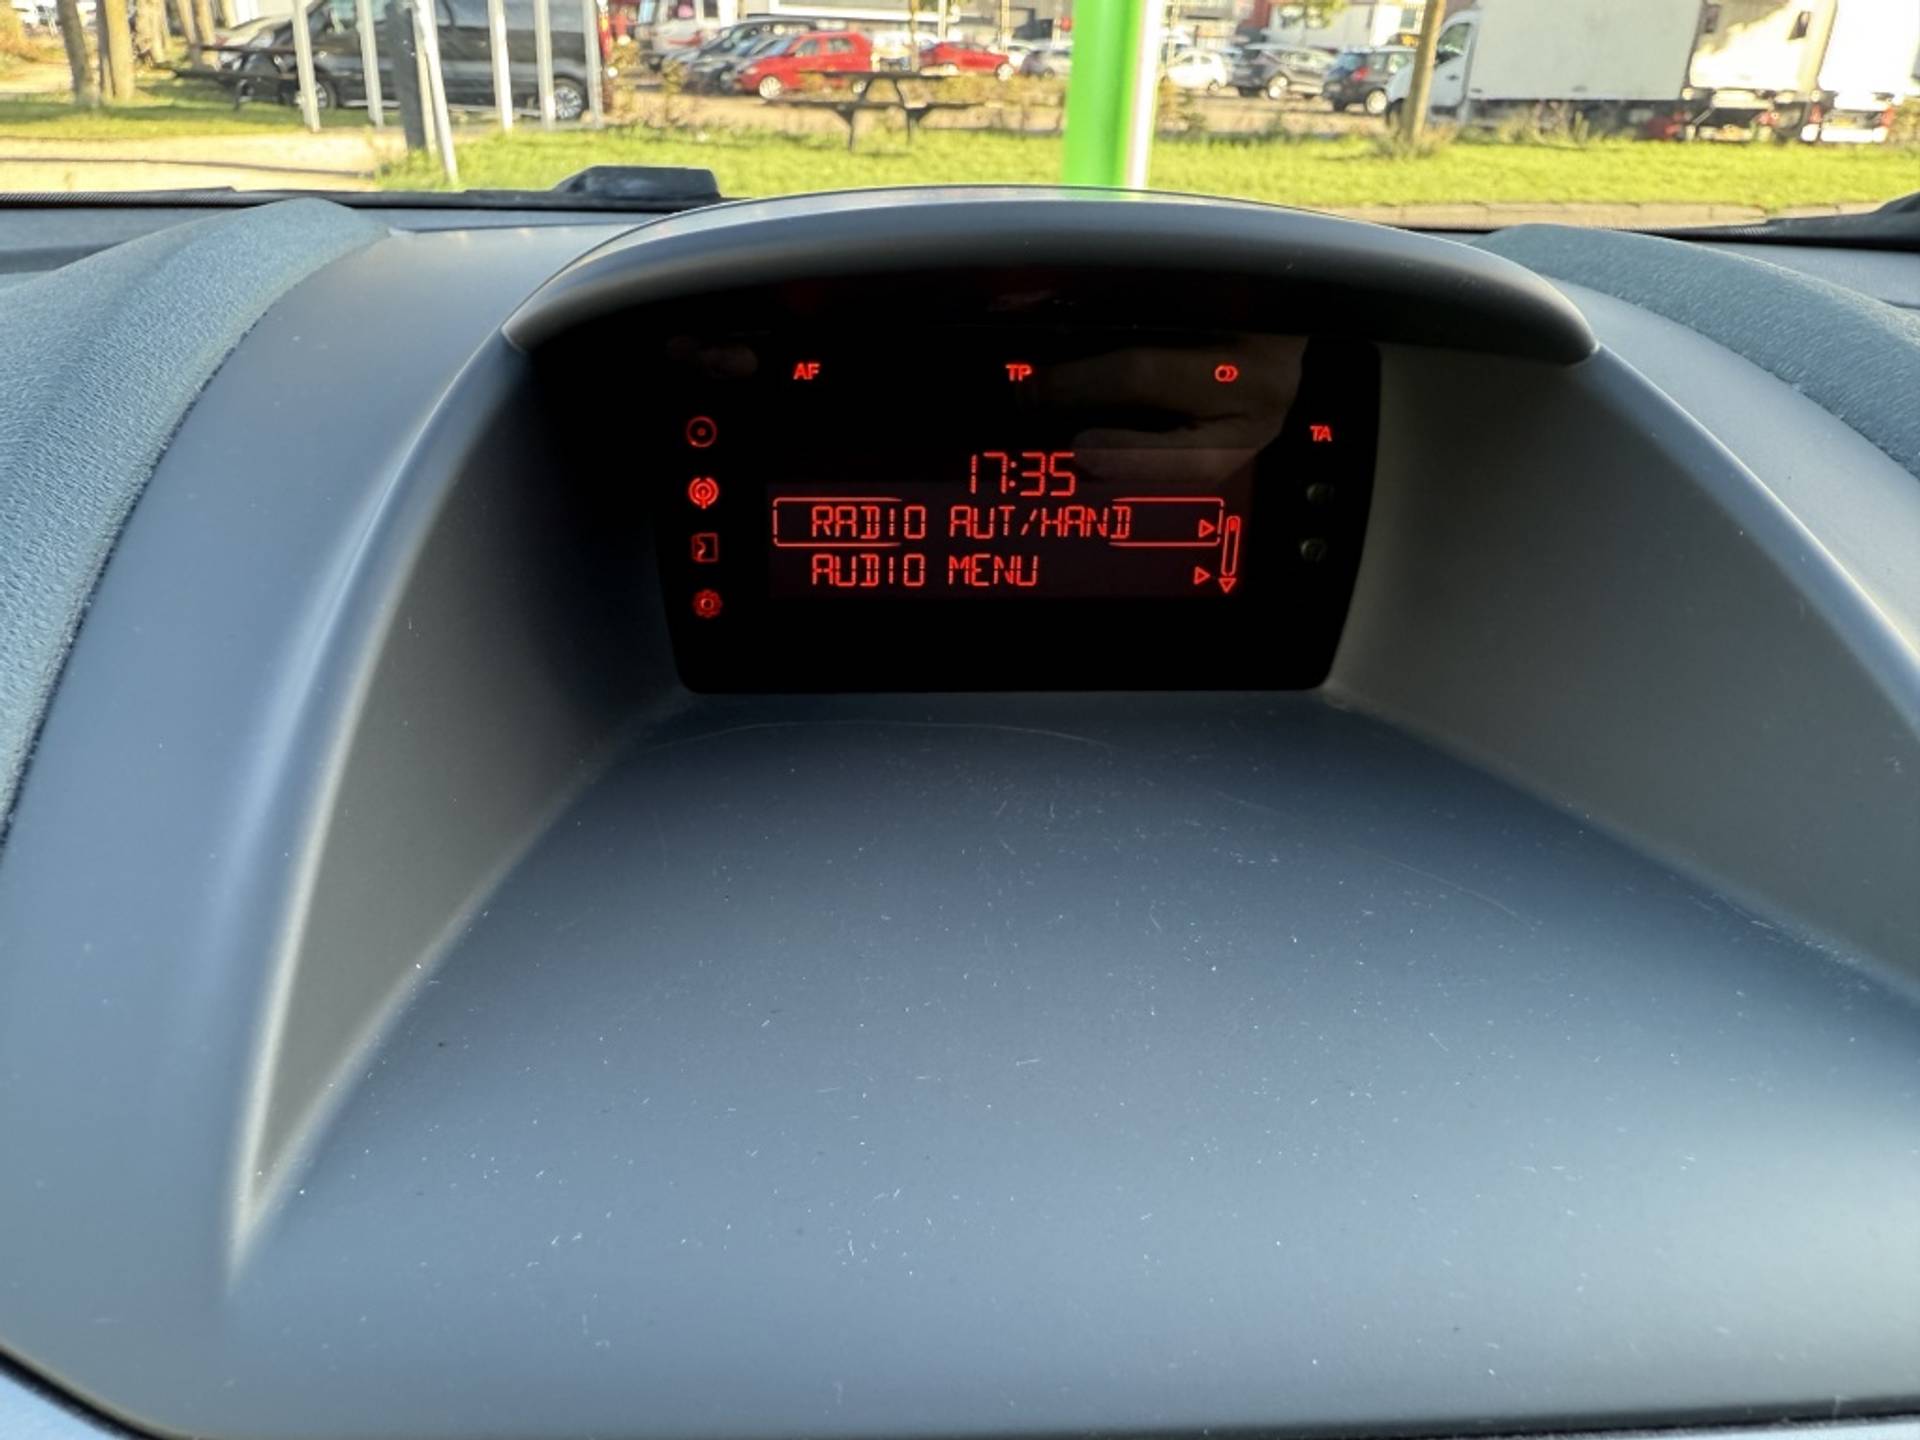 AF TP
TA
17:35
RADIO AUT/HAND
AUDIO MENU